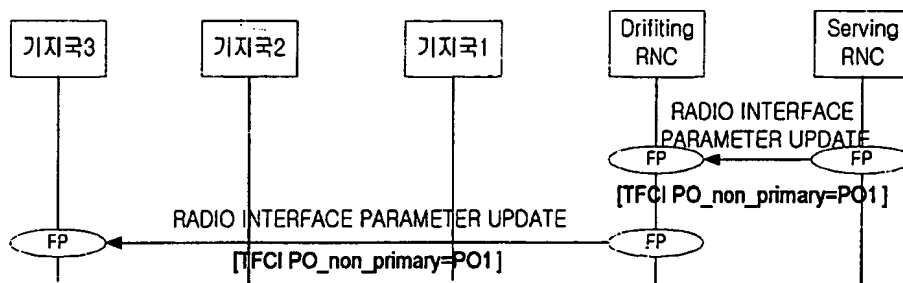 기지국3
기지국2
기지국1
Drifiting
RNC
Serving
RNC
RADIO INTERFACE
PARAMETER UPDATE
FP
FP
[TFCI PO_non_primary=PO1]
RADIO INTERFACE PARAMETER UPDATE
FP
FP
[TFCI PO_non_primary=PO1]